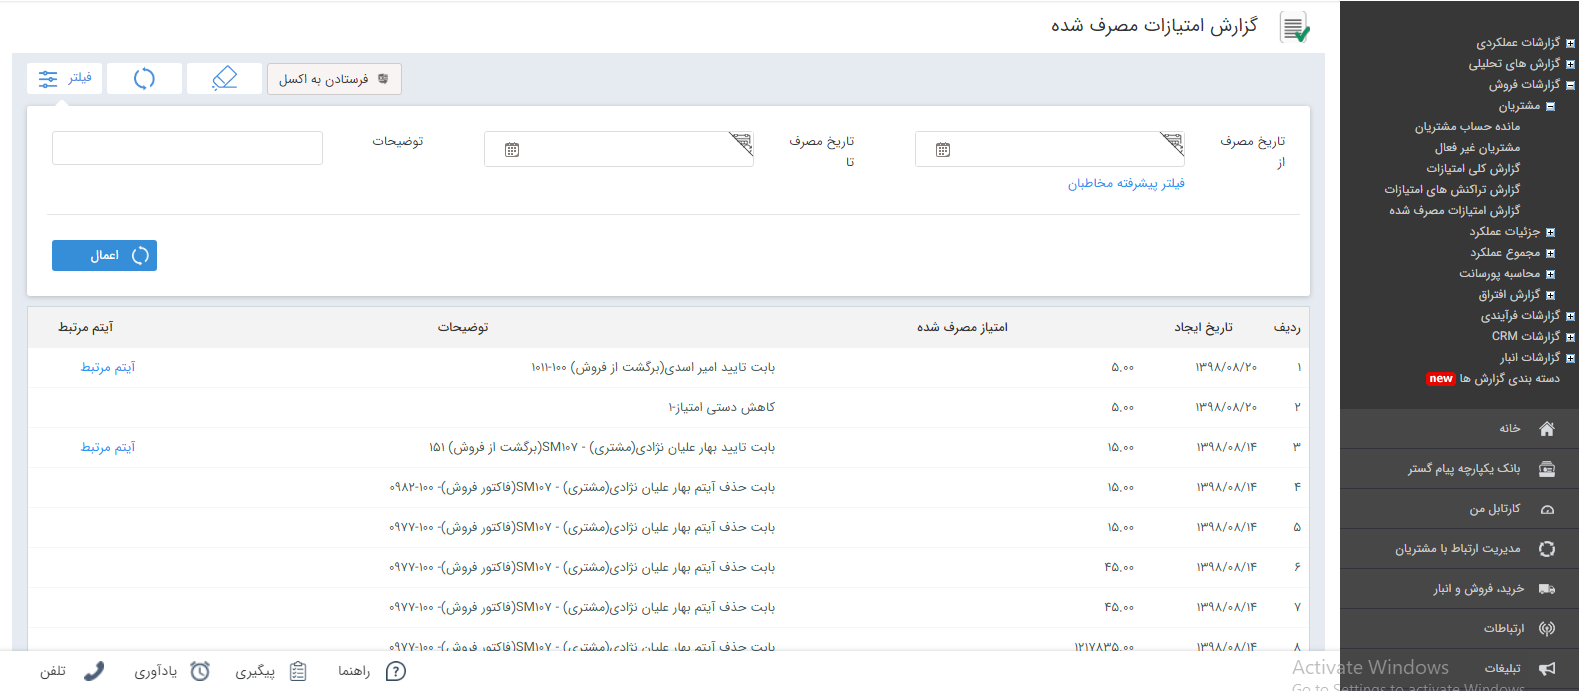 گزارش امتیازات مصرف شده
فرستادن به اکسل
فیلتر
تاریخ مصرف از
تاریخ مصرف تا
توضیحات
فیلتر پیشرفته مخاطبان
اعمال
ردیف تاریخ ایجاد امتیاز مصرف شده توضیحات آیتم مرتبط
۱ ۱۳۹۸/۰۸/۲۰ ۵.۰۰ بابت تایید امیر اسدی(برگشت از فروش) ۱۰۰-۱۰۱۱ آیتم مرتبط
۲ ۱۳۹۸/۰۸/۲۰ ۵.۰۰ کاهش دستی امتیاز-۱
۳ ۱۳۹۸/۰۸/۱۴ ۱۵.۰۰ بابت تایید بهار علیان نژادی(مشتری) - SM۱۰۷(برگشت از فروش) ۱۵۱ آیتم مرتبط
۴ ۱۳۹۸/۰۸/۱۴ ۱۵.۰۰ بابت حذف آیتم بهار علیان نژادی(مشتری) - SM۱۰۷(فاکتور فروش)- ۱۰۰-۰۹۸۲
۵ ۱۳۹۸/۰۸/۱۴ ۱۵.۰۰ بابت حذف آیتم بهار علیان نژادی(مشتری) - SM۱۰۷(فاکتور فروش)- ۱۰۰-۰۹۷۷
۶ ۱۳۹۸/۰۸/۱۴ ۴۵.۰۰ بابت حذف آیتم بهار علیان نژادی(مشتری) - SM۱۰۷(فاکتور فروش)- ۱۰۰-۰۹۷۷
۷ ۱۳۹۸/۰۸/۱۴ ۴۵.۰۰ بابت حذف آیتم بهار علیان نژادی(مشتری) - SM۱۰۷(فاکتور فروش)- ۱۰۰-۰۹۷۷
۸ ۱۳۹۸/۰۸/۱۴ ۱۲۱۷۸۳۵.۰۰ بابت حذف آیتم بهار علیان نژادی(مشتری) - SM۱۰۷(فاکتور فروش)- ۱۰۰-۰۹۷۷
راهنما
پیگیری
یادآوری
تلفن
گزارشات عملکردی
گزارش های تحلیلی
گزارشات فروش
مشتریان
مانده حساب مشتریان
مشتریان غیر فعال
گزارش کلی امتیازات
گزارش تراکنش های امتیازات
گزارش امتیازات مصرف شده
جزئیات عملکرد
مجموع عملکرد
محاسبه پورسانت
گزارش افتراق
گزارشات فرآیندی
گزارشات CRM
گزارشات انبار
دسته بندی گزارش ها new
خانه
بانک یکپارچه پیام گستر
کارتابل من
مدیریت ارتباط با مشتریان
خرید، فروش و انبار
ارتباطات
تبلیغات
Activate Windows
Go to Settings to activate Windows.